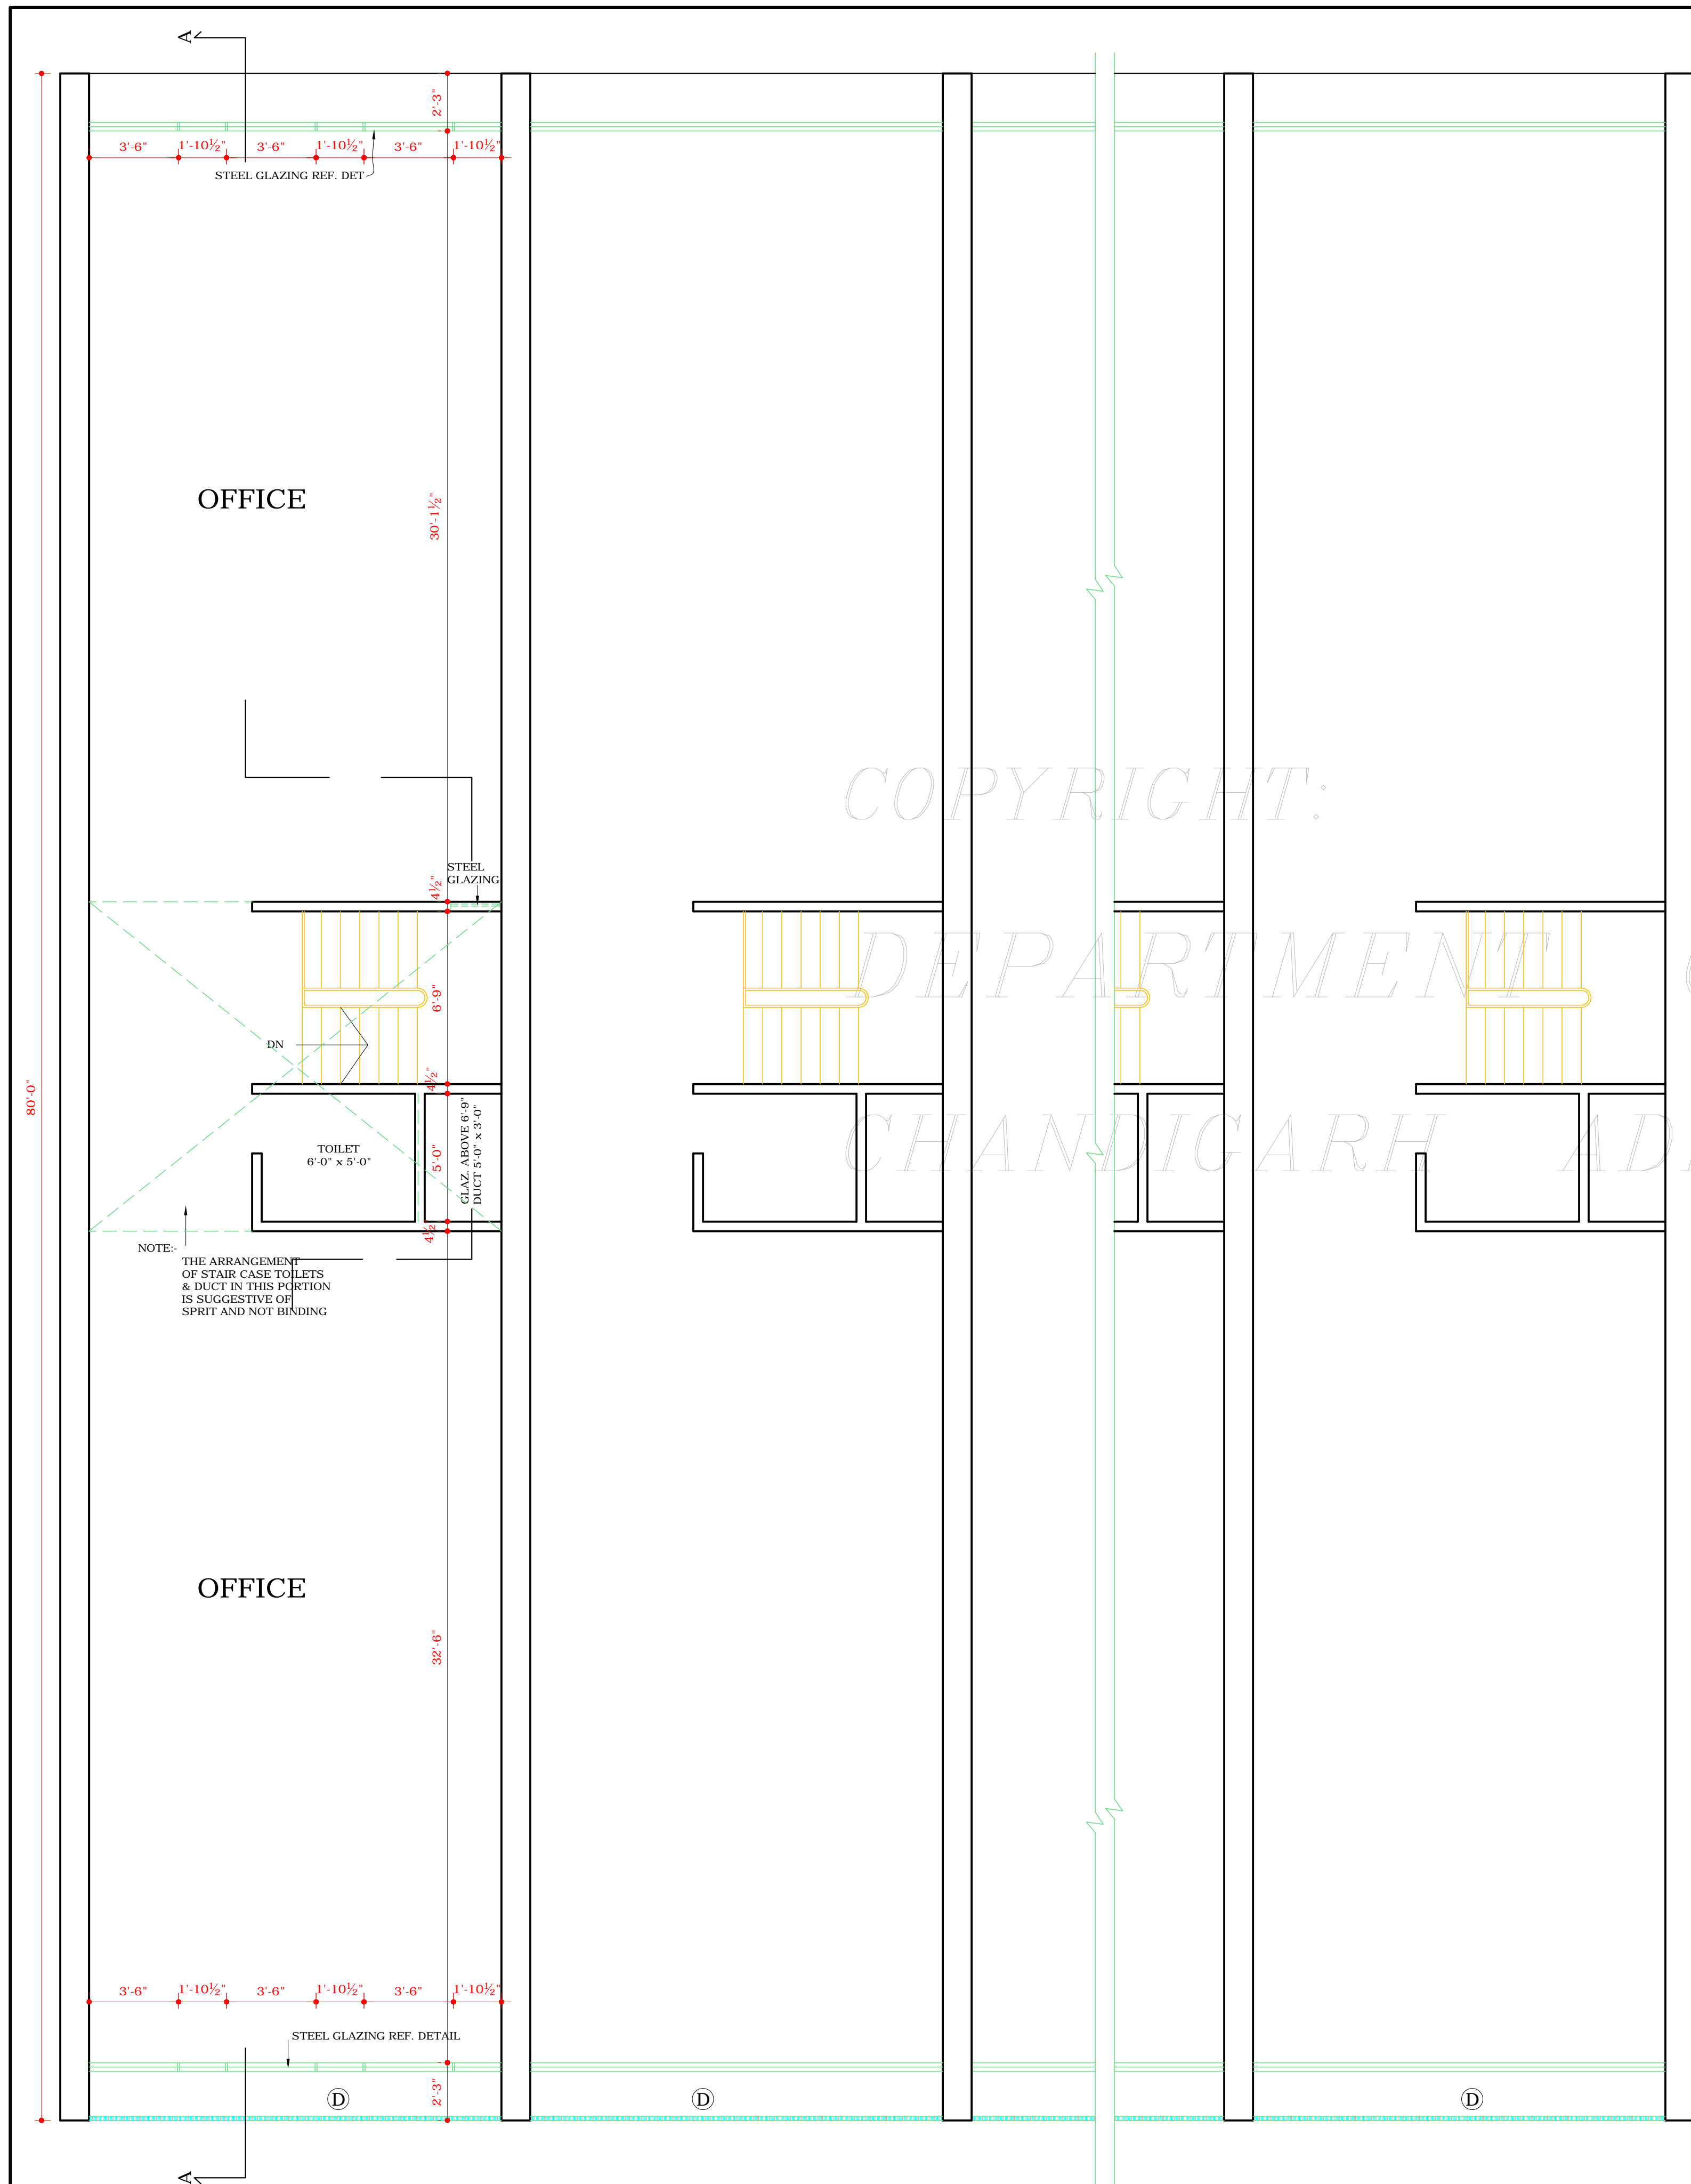 A
2'-3"
3'-6" 1'-10½" 3'-6" 1'-10½" 3'-6" 1'-10½"
STEEL GLAZING REF. DET
OFFICE
30'-1½"
COPYRIGHT:
STEEL
GLAZING
4½"
DEPARTMENT
6'-9"
DN
80'-0"
4½"
CHANDIGARH AD
TOILET
6'-0" x 5'-0"
5'-0"
GLAZ. ABOVE 6'-9"
DUCT 5'-0" x 3'-0"
4½
NOTE:-
THE ARRANGEMENT
OF STAIR CASE TOILETS
& DUCT IN THIS PORTION
IS SUGGESTIVE OF
SPRIT AND NOT BINDING
OFFICE
32'-6"
3'-6" 1'-10½" 3'-6" 1'-10½" 3'-6" 1'-10½"
STEEL GLAZING REF. DETAIL
2'-3"
D D D
A